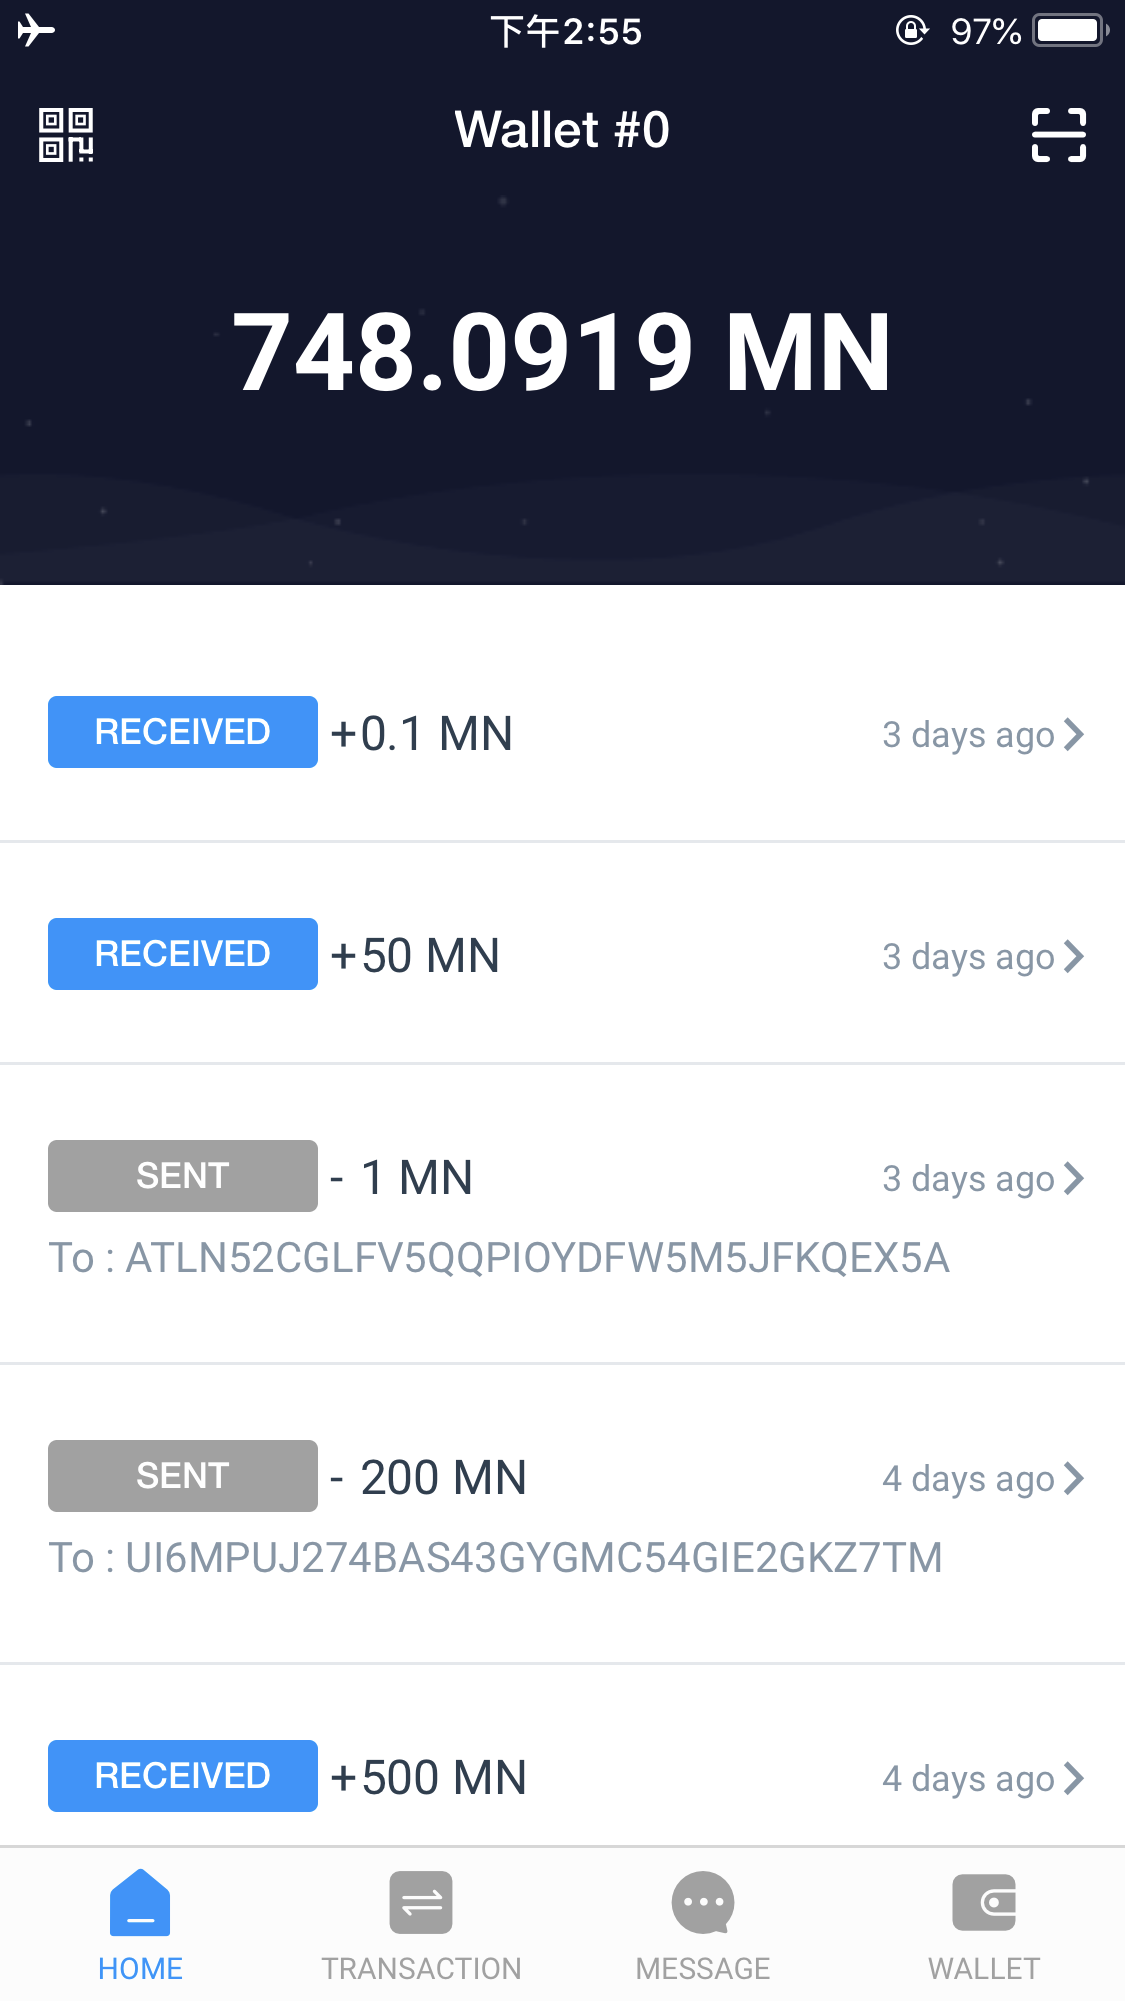 下午2:55
97%
Wallet #0
748.0919 MN
RECEIVED +0.1 MN 3 days ago
RECEIVED +50 MN 3 days ago
SENT - 1 MN 3 days ago
To : ATLN52CGLFV5QQPIOYDFW5M5JFKQEX5A
SENT - 200 MN 4 days ago
To : UI6MPUJ274BAS43GYGMC54GIE2GKZ7TM
RECEIVED +500 MN 4 days ago
HOME TRANSACTION MESSAGE WALLET